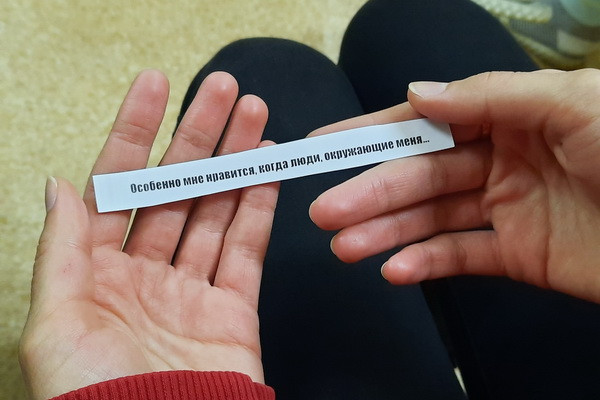 Особенно мне нравится, когда люди, окружающие меня...